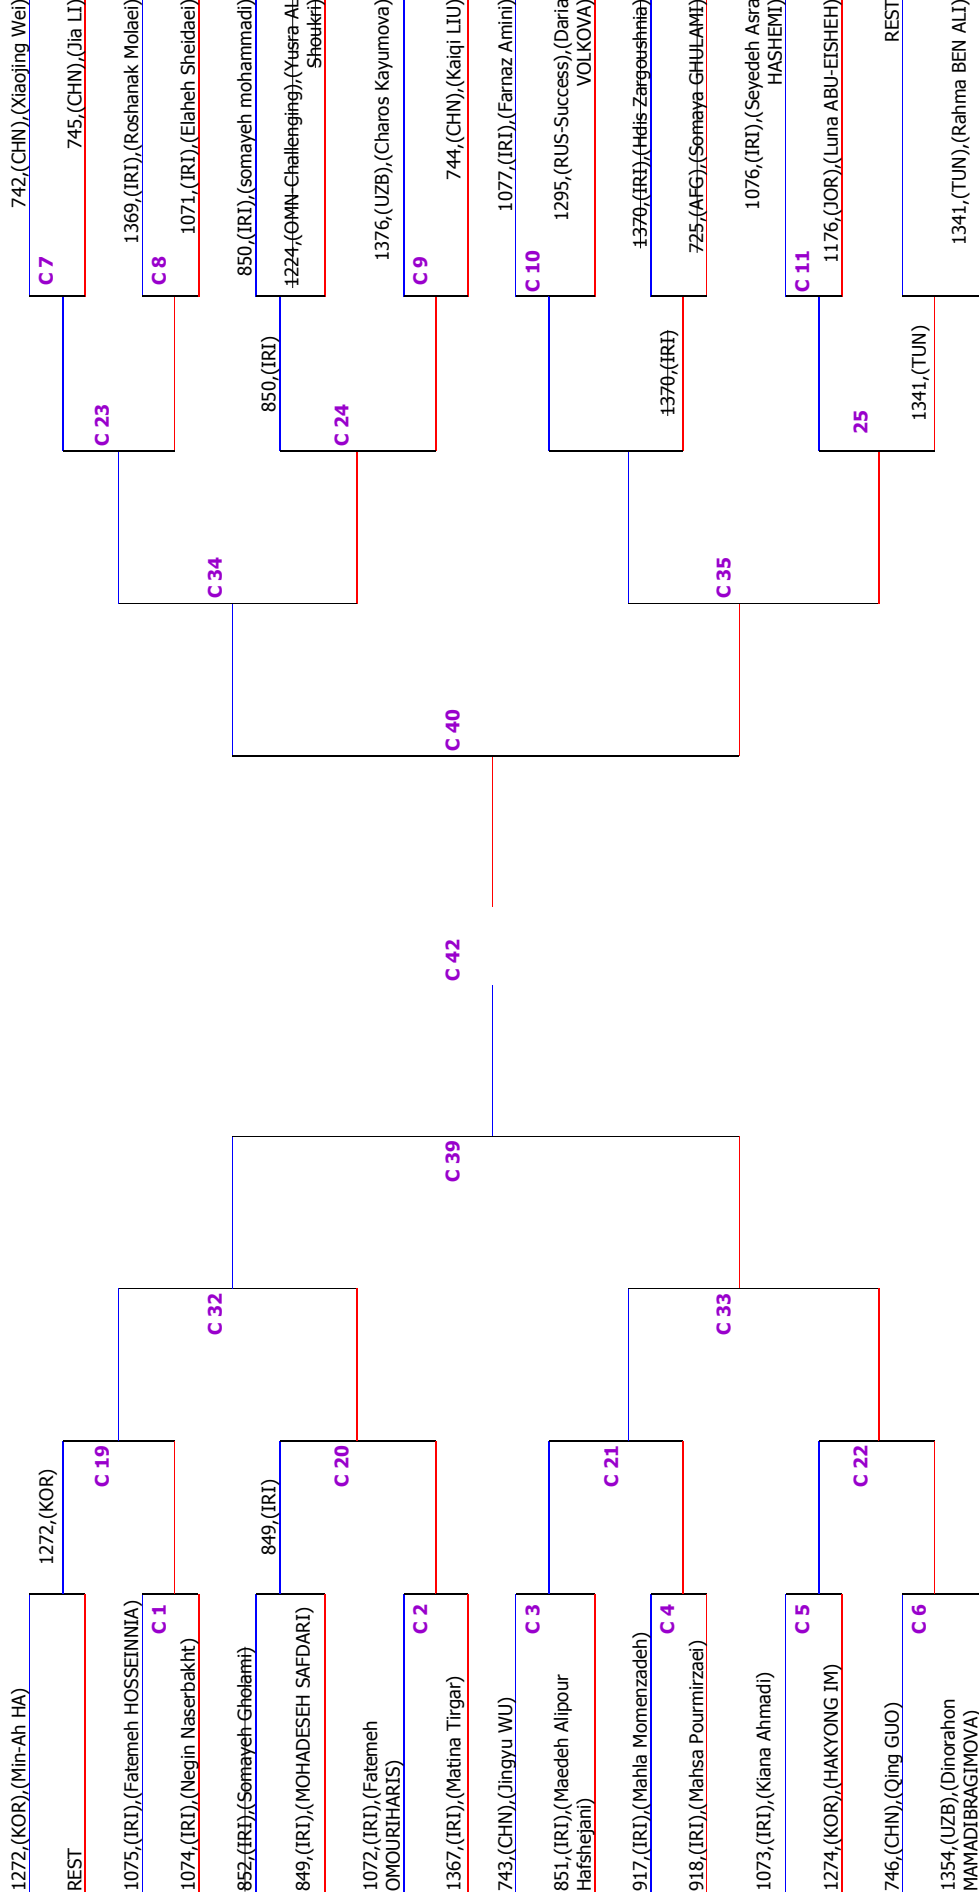 742,(CHN),(Xiaojing Wei)
745,(CHN),(Jia LI)
C 7
1369,(IRI),(Roshanak Molaei)
1071,(IRI),(Elaheh Sheidaei)
C 8
850,(IRI),(somayeh mohammadi)
1224,(OMN-Challenging),(Yusra AL
Shoukri)
1376,(UZB),(Charos Kayumova)
744,(CHN),(Kaiqi LIU)
C 9
1077,(IRI),(Farnaz Amini)
1295,(RUS-Success),(Daria
VOLKOVA)
C 10
1370,(IRI),(Hdis Zargoushnia)
725,(AFG),(Somaya GHULAMI)
1076,(IRI),(Seyedeh Asra
HASHEMI)
1176,(JOR),(Luna ABU-EISHEH)
C 11
REST
1341,(TUN),(Rahma BEN ALI)
C 23
850,(IRI)
C 24
1370,(IRI)
25
1341,(TUN)
C 34
C 35
C 40
C 42
C 39
C 32
C 33
C 19
C 20
C 21
C 22
1272,(KOR)
849,(IRI)
1272,(KOR),(Min-Ah HA)
REST
1075,(IRI),(Fatemeh HOSSEINNIA)
1074,(IRI),(Negin Naserbakht)
C 1
852,(IRI),(Somayeh Gholami)
849,(IRI),(MOHADESEH SAFDARI)
1072,(IRI),(Fatemeh
OMOURIHARIS)
1367,(IRI),(Matina Tirgar)
C 2
743,(CHN),(Jingyu WU)
851,(IRI),(Maedeh Alipour
Hafshejani)
C 3
917,(IRI),(Mahla Momenzadeh)
918,(IRI),(Mahsa Pourmirzaei)
C 4
1073,(IRI),(Kiana Ahmadi)
1274,(KOR),(HAKYONG IM)
C 5
746,(CHN),(Qing GUO)
1354,(UZB),(Dinorahon
MAMADIBRAGIMOVA)
C 6